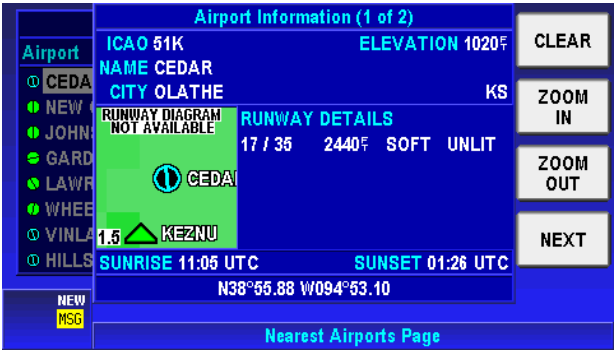 Airport Information (1 of 2)
ICAO 51K ELEVATION 1020FT
NAME CEDAR
CITY OLATHE KS
RUNWAY DIAGRAM
NOT AVAILABLE
RUNWAY DETAILS
17 / 35 2440FT SOFT UNLIT
CEDA
1.5 KEZNU
SUNRISE 11:05 UTC SUNSET 01:26 UTC
N38°55.88 W094°53.10
Airport
CEDA
NEW
JOHN
GARD
LAWR
WHEE
VINLA
HILLS
NEW
MSG
Nearest Airports Page
CLEAR
ZOOM
IN
ZOOM
OUT
NEXT